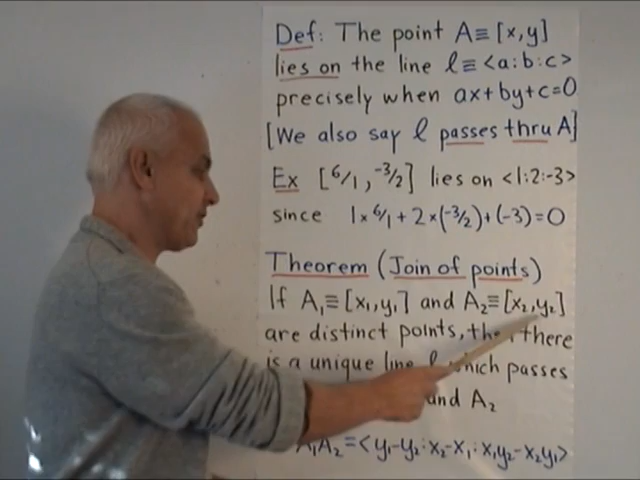 Def: The point A≡[x,y]
lies on the line ℓ≡<a:b:c>
precisely when ax+by+c=0
[We also say ℓ passes thru A]
Ex [6/1, -3/2] lies on <1:2:-3>
since 1×6/1+2×(-3/2)+(-3)=0
Theorem (Join of points)
If A₁≡[x₁,y₁] and A₂≡[x₂,y₂]
are distinct points, there
is a unique line ℓ which passes
and A₂
A₁A₂=<y₁-y₂:x₂-x₁:x₁y₂-x₂y₁>